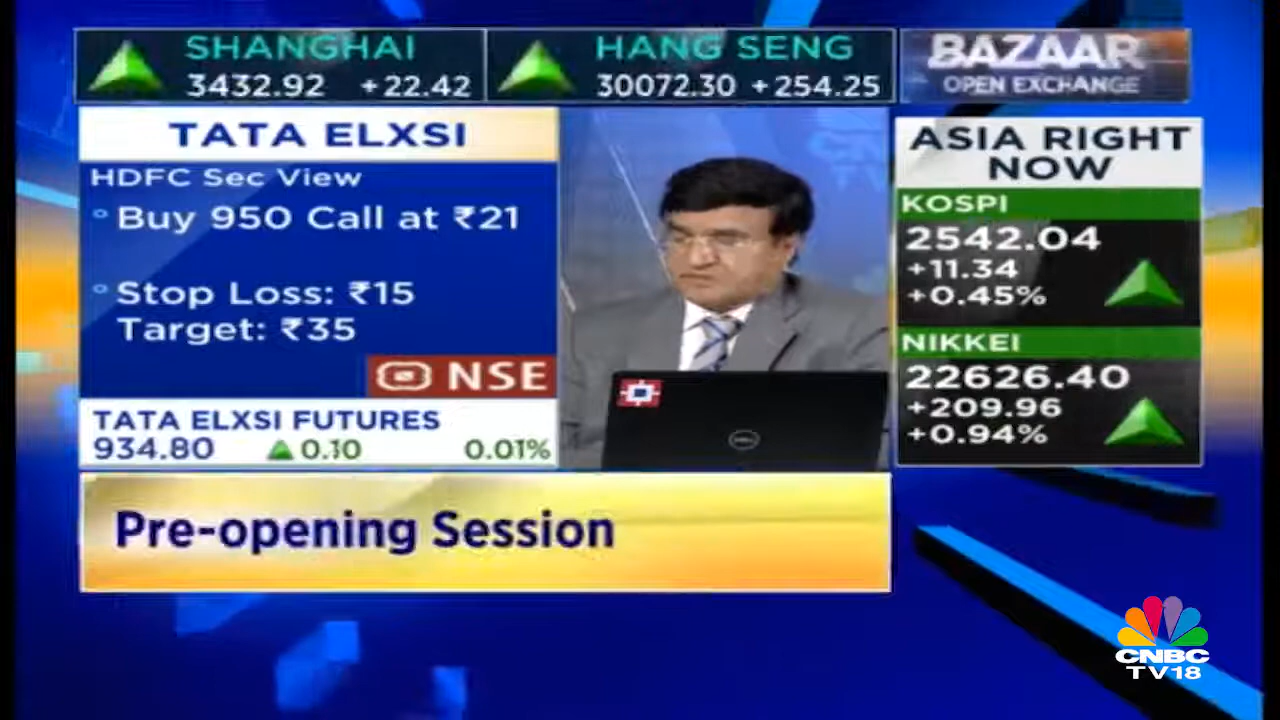 SHANGHAI
3432.92 +22.42
HANG SENG
30072.30 +254.25
BAZAAR
OPEN EXCHANGE
TATA ELXSI
HDFC Sec View
Buy 950 Call at ₹21
Stop Loss: ₹15
Target: ₹35
NSE
TATA ELXSI FUTURES
934.80 0.10 0.01%
ASIA RIGHT
NOW
KOSPI
2542.04
+11.34
+0.45%
NIKKEI
22626.40
+209.96
+0.94%
DELL
Pre-opening Session
CNBC
TV18